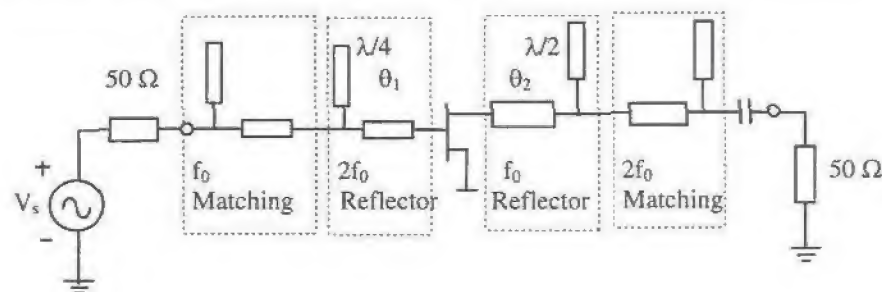 50 Ω
λ/4
θ₁
λ/2
θ₂
+
Vₛ
−
f₀
Matching
2f₀
Reflector
f₀
Reflector
2f₀
Matching
50 Ω